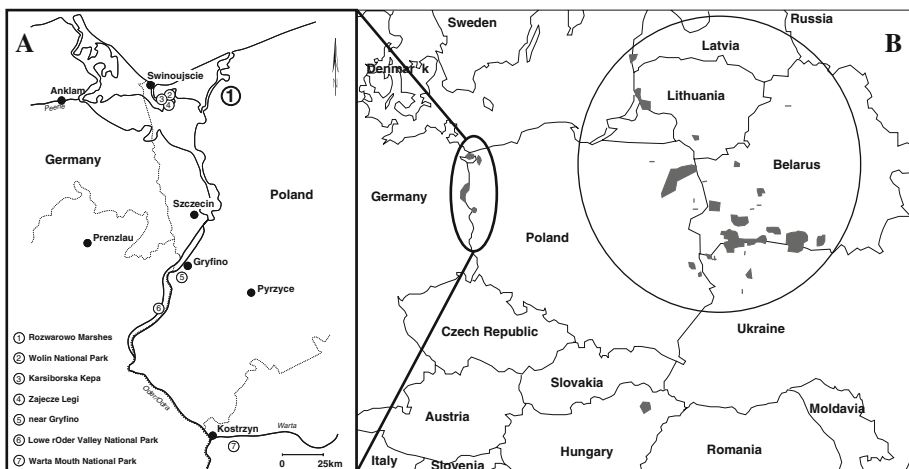 A
Swinoujscie
Anklam
Peene
1
2
3
4
Germany
Poland
Szczecin
Prenzlau
Gryfino
5
Pyrzyce
6
1 Rozwarowo Marshes
2 Wolin National Park
3 Karsiborska Kepa
4 Zajecze Legi
5 near Gryfino
6 Lowe rOder Valley National Park
7 Warta Mouth National Park
Oder/Odra
Kostrzyn
Warta
7
0 25km
B
Sweden
Russia
Latvia
Denmar k
Lithuania
Belarus
Germany
Poland
Ukraine
Czech Republic
Slovakia
Moldavia
Austria
Hungary
Romania
Italy
Slovenia